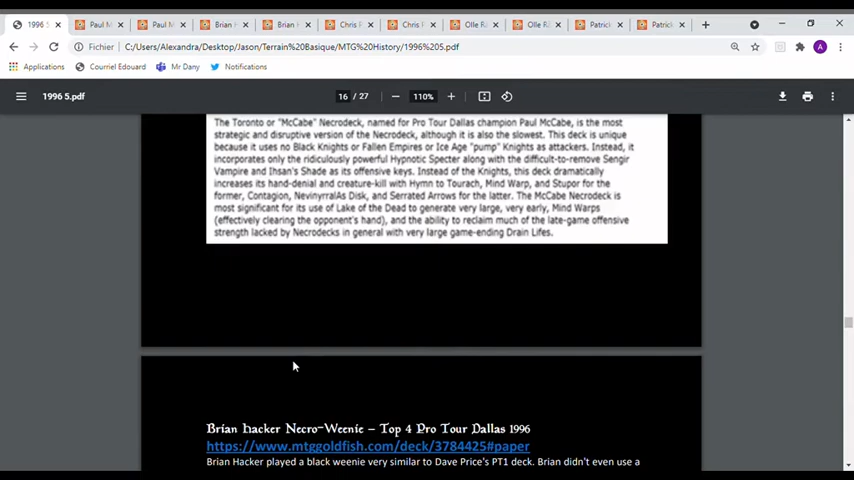 1996 5
Paul M
Paul M
Brian H
Brian H
Chris R
Chris R
Olle Rå
Olle Rå
Patrick
Patrick
Fichier
C:/Users/Alexandra/Desktop/Jason/Terrain%20Basique/MTG%20History/1996%205.pdf
Applications
Courriel Edouard
Mr Dany
Notifications
1996 5.pdf
16 / 27
110%
The Toronto or "McCabe" Necrodeck, named for Pro Tour Dallas champion Paul McCabe, is the most
strategic and disruptive version of the Necrodeck, although it is also the slowest. This deck is unique
because it uses no Black Knights or Fallen Empires or Ice Age "pump" Knights as attackers. Instead, it
incorporates only the ridiculously powerful Hypnotic Specter along with the difficult-to-remove Sengir
Vampire and Ihsan's Shade as its offensive keys. Instead of the Knights, this deck dramatically
increases its hand-denial and creature-kill with Hymn to Tourach, Mind Warp, and Stupor for the
former, Contagion, NevinyrralAs Disk, and Serrated Arrows for the latter. The McCabe Necrodeck is
most significant for its use of Lake of the Dead to generate very large, very early, Mind Warps
(effectively clearing the opponent's hand), and the ability to reclaim much of the late-game offensive
strength lacked by Necrodecks in general with very large game-ending Drain Lifes.
Brian Hacker Necro-Weenie – Top 4 Pro Tour Dallas 1996
https://www.mtggoldfish.com/deck/3784425#paper
Brian Hacker played a black weenie very similar to Dave Price's PT1 deck. Brian didn't even use a